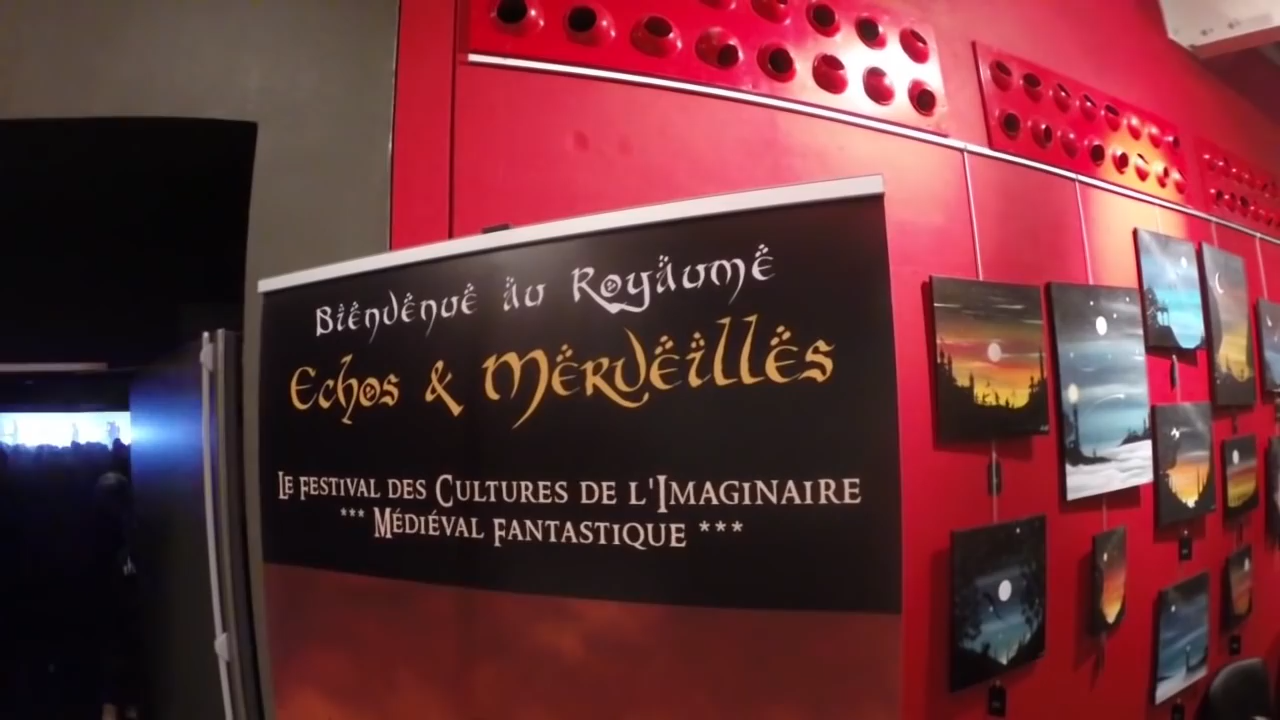 Bienvenue au Royaume
Echos & Merveilles
Le festival des Cultures de l'Imaginaire
*** Médiéval Fantastique ***